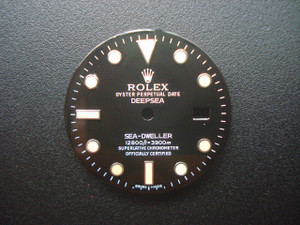 ROLEX
OYSTER PERPETUAL DATE
DEEPSEA
SEA-DWELLER
12800ft=3900m
SUPERLATIVE CHRONOMETER
OFFICIALLY CERTIFIED